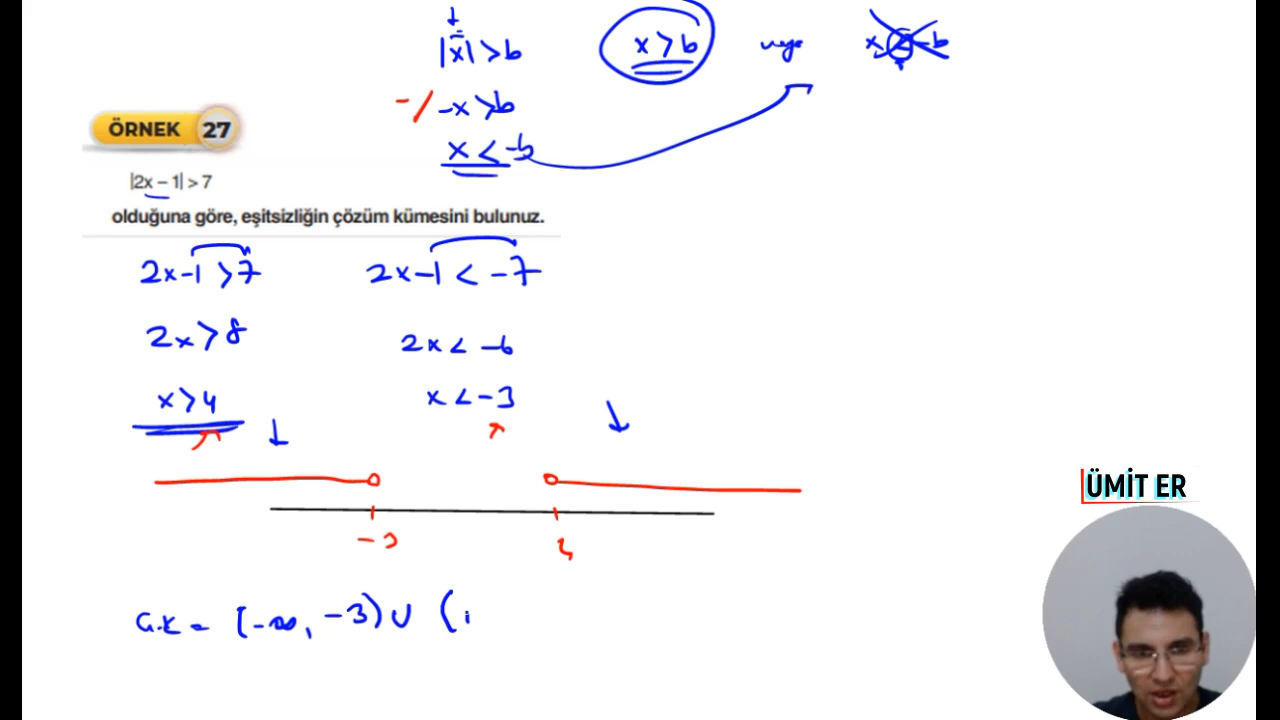 |x| > b
x > b
veya
x < -b
-/ -x > b
x < -b
ÖRNEK 27
|2x – 1| > 7
olduğuna göre, eşitsizliğin çözüm kümesini bulunuz.
2x-1 > 7
2x-1 < -7
2x > 8
2x < -6
x > 4
x < -3
-3
4
ÜMİT ER
Ç.K = (-∞, -3) ∪ (